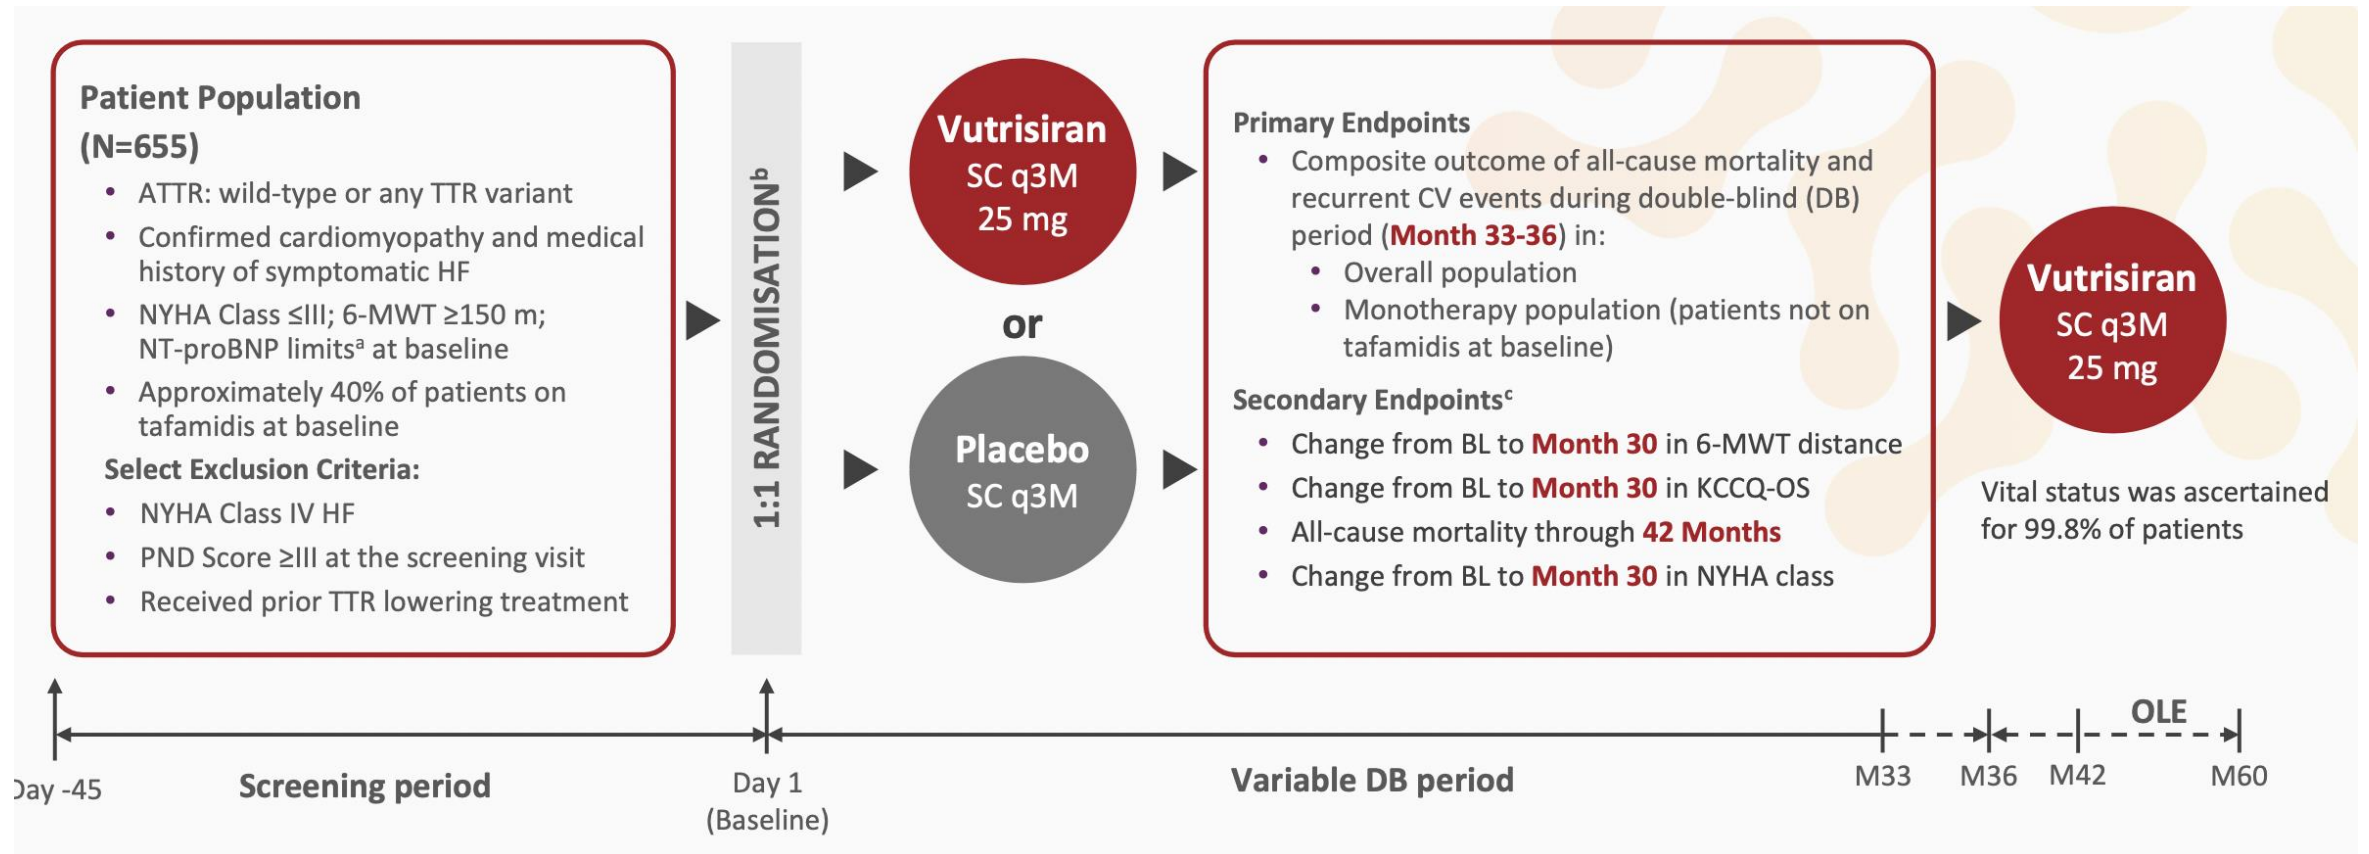 Patient Population
(N=655)
• ATTR: wild-type or any TTR variant
• Confirmed cardiomyopathy and medical
history of symptomatic HF
• NYHA Class ≤III; 6-MWT ≥150 m;
NT-proBNP limitsᵃ at baseline
• Approximately 40% of patients on
tafamidis at baseline
Select Exclusion Criteria:
• NYHA Class IV HF
• PND Score ≥III at the screening visit
• Received prior TTR lowering treatment
1:1 RANDOMISATIONᵇ
Vutrisiran
SC q3M
25 mg
or
Placebo
SC q3M
Primary Endpoints
• Composite outcome of all-cause mortality and
recurrent CV events during double-blind (DB)
period (Month 33-36) in:
• Overall population
• Monotherapy population (patients not on
tafamidis at baseline)
Secondary Endpointsᶜ
• Change from BL to Month 30 in 6-MWT distance
• Change from BL to Month 30 in KCCQ-OS
• All-cause mortality through 42 Months
• Change from BL to Month 30 in NYHA class
Vutrisiran
SC q3M
25 mg
Vital status was ascertained
for 99.8% of patients
OLE
Day -45
Screening period
Day 1
(Baseline)
Variable DB period
M33
M36
M42
M60